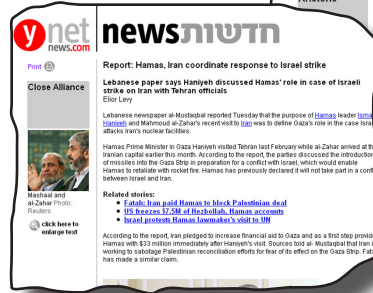 ynet
news.com
newsחדשות
Print
Close Alliance
Mashaal and
al-Zahar Photo:
Reuters
click here to
enlarge text
Report: Hamas, Iran coordinate response to Israel strike
Lebanese paper says Haniyeh discussed Hamas' role in case of Israeli
strike on Iran with Tehran officials
Elior Levy
Lebanese newspaper al-Mustaqbal reported Tuesday that the purpose of Hamas leader
Haniyeh and Mahmoud al-Zahar's recent visit to Iran was to define Gaza's role in the case
attacks Iran's nuclear facilities.
Hamas Prime Minister in Gaza Haniyeh visited Tehran last February while al-Zahar arrived at
Iranian capital earlier this month. According to the report, the parties discussed the introduction
of missiles into the Gaza Strip in preparation for a conflict with Israel, which would enable
Hamas to retaliate with rocket fire. Hamas has previously declared it will not take part in a
between Israel and Iran.
Related stories:
• Fatah: Iran paid Hamas to block Palestinian deal
• US freezes $7.5M of Hezbollah, Hamas accounts
• Israel protests Hamas lawmaker's visit to UN
According to the report, Iran pledged to increase financial aid to Gaza and as a first step
Hamas with $33 million immediately after Haniyeh's visit. Sources told al- Mustaqbal that Iran
working to sabotage Palestinian reconciliation efforts for fear of its effect on the Gaza Strip.
has made a similar claim.